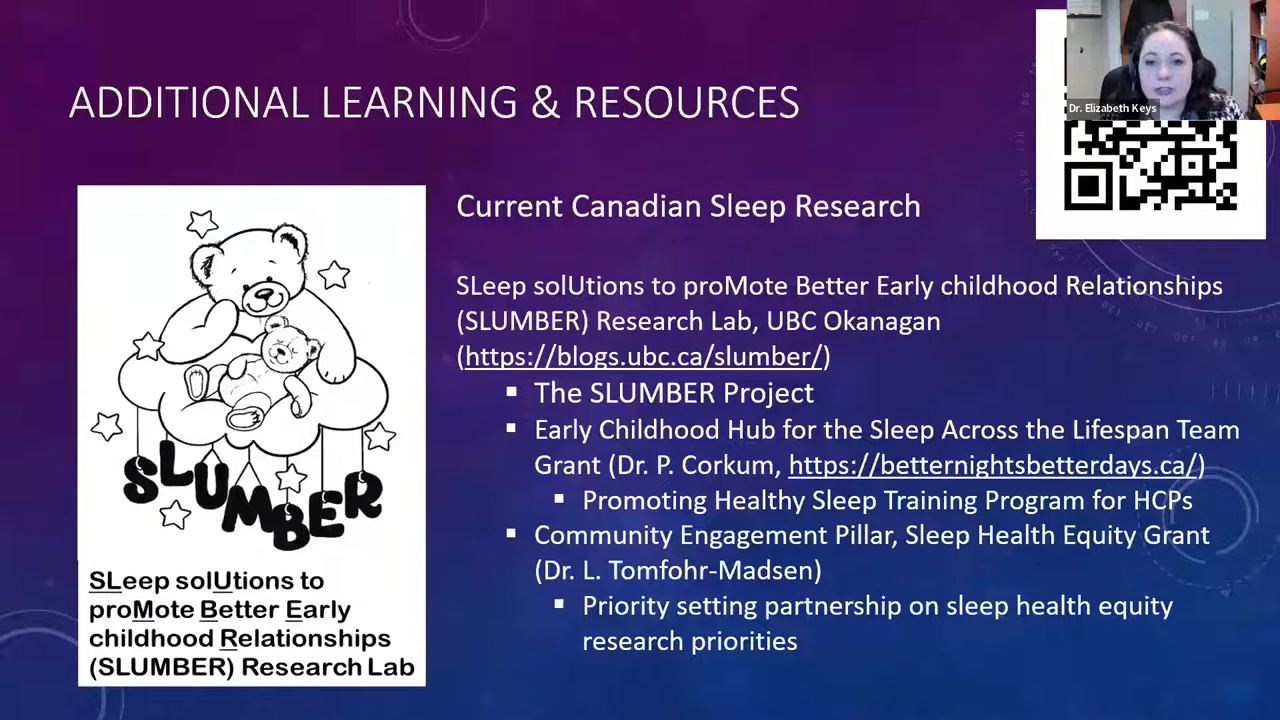 ADDITIONAL LEARNING & RESOURCES
Dr. Elizabeth Keys
Current Canadian Sleep Research
SLeep solUtions to proMote Better Early childhood Relationships
(SLUMBER) Research Lab, UBC Okanagan
(https://blogs.ubc.ca/slumber/)
▪ The SLUMBER Project
▪ Early Childhood Hub for the Sleep Across the Lifespan Team
Grant (Dr. P. Corkum, https://betternightsbetterdays.ca/)
▪ Promoting Healthy Sleep Training Program for HCPs
▪ Community Engagement Pillar, Sleep Health Equity Grant
(Dr. L. Tomfohr-Madsen)
▪ Priority setting partnership on sleep health equity
research priorities
SLUMBER
SLeep solUtions to
proMote Better Early
childhood Relationships
(SLUMBER) Research Lab